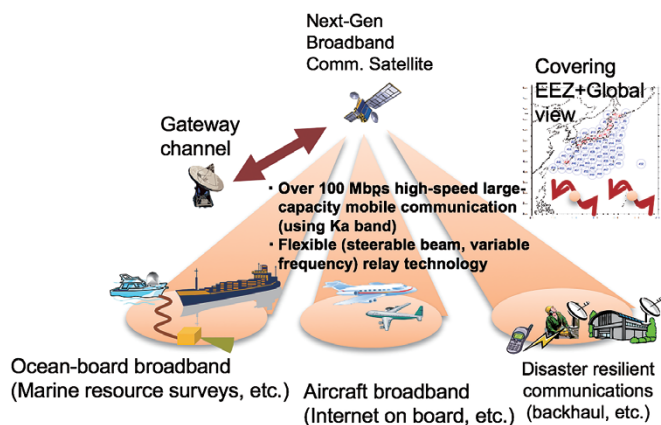 Next-Gen
Broadband
Comm. Satellite
Covering
EEZ+Global
view
Gateway
channel
・Over 100 Mbps high-speed large-
capacity mobile communication
(using Ka band)
・Flexible (steerable beam, variable
frequency) relay technology
Ocean-board broadband
(Marine resource surveys, etc.)
Aircraft broadband
(Internet on board, etc.)
Disaster resilient
communications
(backhaul, etc.)